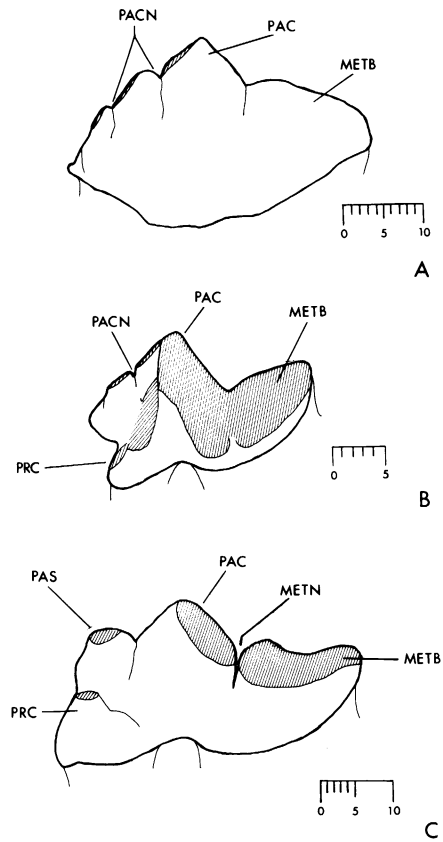 PACN
PAC
METB
0 5 10
A
PAC
METB
PACN
PRC
0 5
B
PAC
PAS
METN
METB
PRC
0 5 10
C